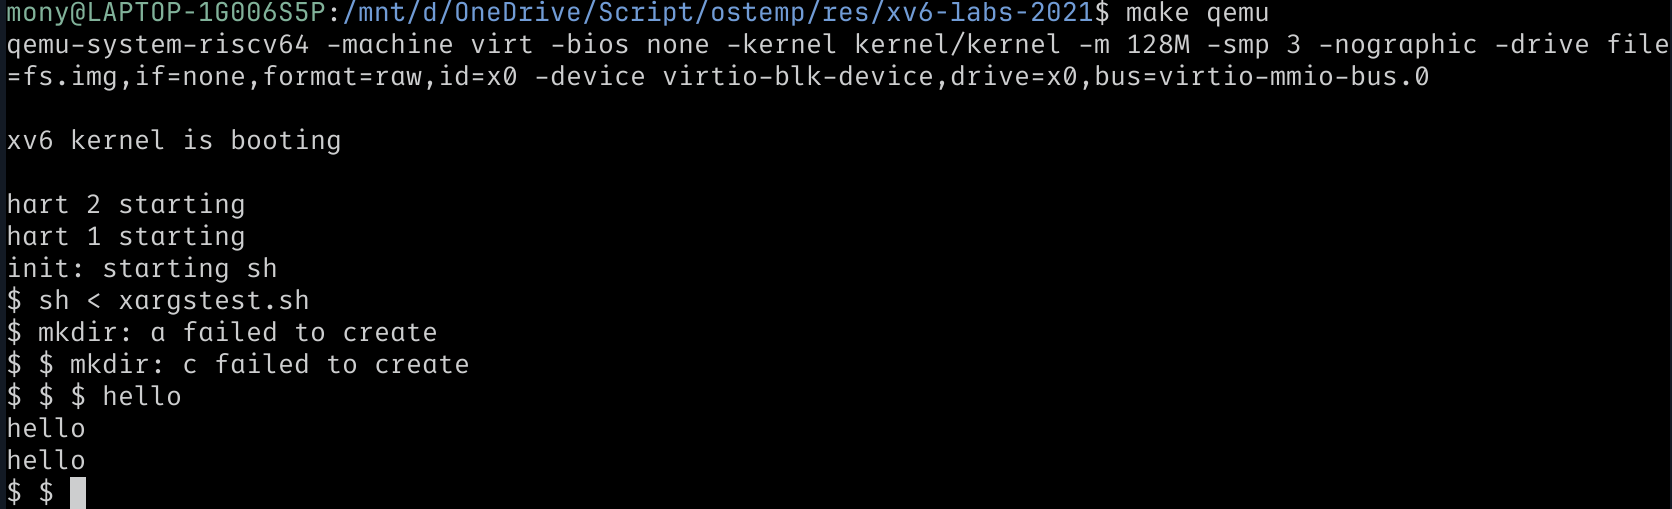 mony@LAPTOP-1G006S5P:/mnt/d/OneDrive/Script/ostemp/res/xv6-labs-2021$ make qemu
qemu-system-riscv64 -machine virt -bios none -kernel kernel/kernel -m 128M -smp 3 -nographic -drive file
=fs.img,if=none,format=raw,id=x0 -device virtio-blk-device,drive=x0,bus=virtio-mmio-bus.0
xv6 kernel is booting
hart 2 starting
hart 1 starting
init: starting sh
$ sh < xargstest.sh
$ mkdir: a failed to create
$ $ mkdir: c failed to create
$ $ $ hello
hello
hello
$ $